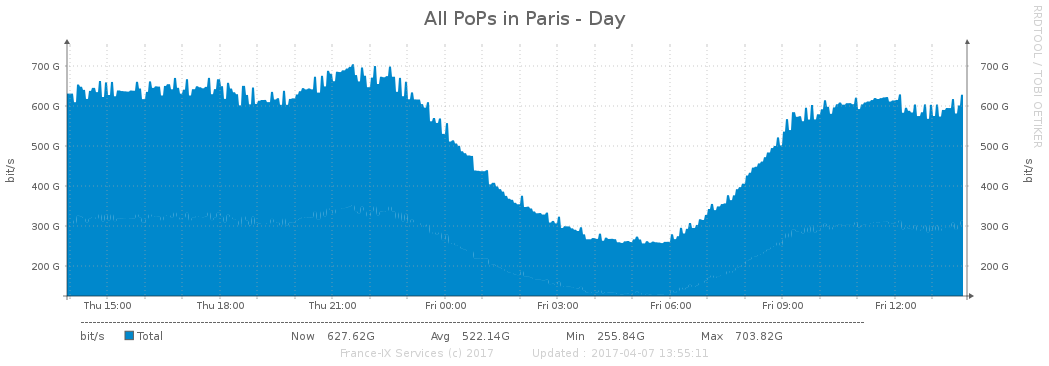 All PoPs in Paris - Day
RRDTOOL / TOBI OETIKER
bit/s
700 G
600 G
500 G
400 G
300 G
200 G
700 G
600 G
500 G
400 G
300 G
200 G
bit/s
Thu 15:00 Thu 18:00 Thu 21:00 Fri 00:00 Fri 03:00 Fri 06:00 Fri 09:00 Fri 12:00
bit/s Total Now 627.62G Avg 522.14G Min 255.84G Max 703.82G
France-IX Services (c) 2017 Updated : 2017-04-07 13:55:11